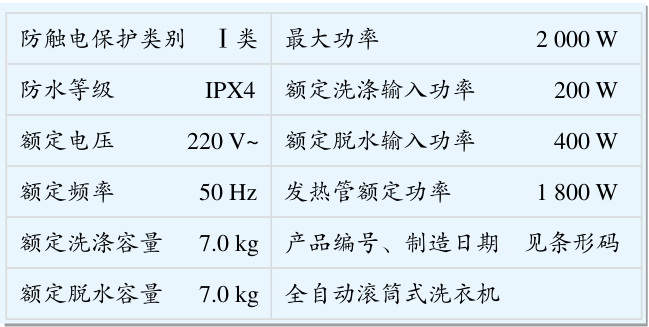 防触电保护类别 Ⅰ 类 最大功率 2 000 W
防水等级 IPX4 额定洗涤输入功率 200 W
额定电压 220 V~ 额定脱水输入功率 400 W
额定频率 50 Hz 发热管额定功率 1 800 W
额定洗涤容量 7.0 kg 产品编号、制造日期 见条形码
额定脱水容量 7.0 kg 全自动滚筒式洗衣机